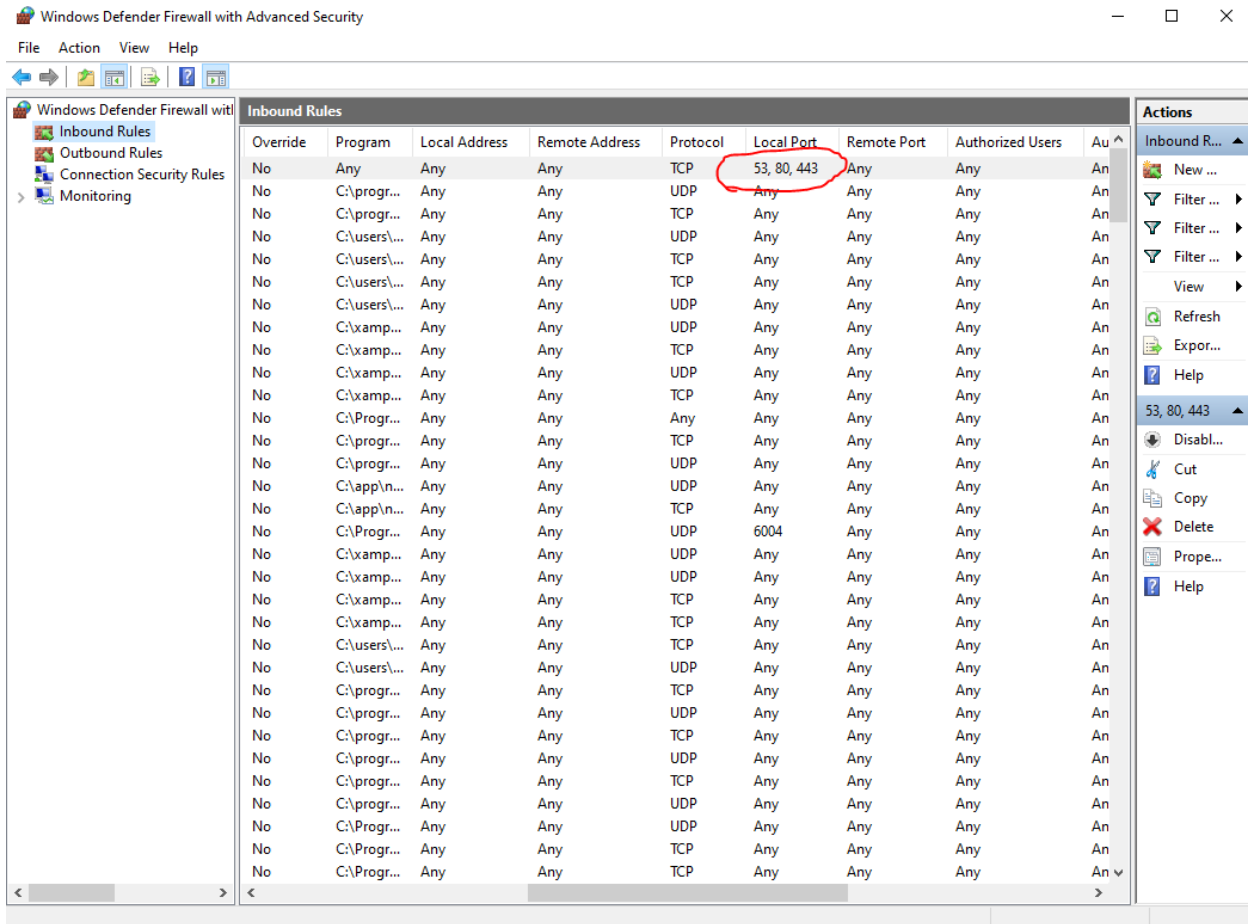 Windows Defender Firewall with Advanced Security
File Action View Help
Windows Defender Firewall witl
Inbound Rules
Outbound Rules
Connection Security Rules
Monitoring
Inbound Rules
Override Program Local Address Remote Address Protocol Local Port Remote Port Authorized Users Au
No Any Any Any TCP 53, 80, 443 Any Any An
No C:\progr... Any Any UDP Any Any Any An
No C:\progr... Any Any TCP Any Any Any An
No C:\users\... Any Any UDP Any Any Any An
No C:\users\... Any Any TCP Any Any Any An
No C:\users\... Any Any TCP Any Any Any An
No C:\users\... Any Any UDP Any Any Any An
No C:\xamp... Any Any UDP Any Any Any An
No C:\xamp... Any Any TCP Any Any Any An
No C:\xamp... Any Any UDP Any Any Any An
No C:\xamp... Any Any TCP Any Any Any An
No C:\Progr... Any Any Any Any Any Any An
No C:\progr... Any Any TCP Any Any Any An
No C:\progr... Any Any UDP Any Any Any An
No C:\app\n... Any Any UDP Any Any Any An
No C:\app\n... Any Any TCP Any Any Any An
No C:\Progr... Any Any UDP 6004 Any Any An
No C:\xamp... Any Any UDP Any Any Any An
No C:\xamp... Any Any UDP Any Any Any An
No C:\xamp... Any Any TCP Any Any Any An
No C:\xamp... Any Any TCP Any Any Any An
No C:\users\... Any Any TCP Any Any Any An
No C:\users\... Any Any UDP Any Any Any An
No C:\progr... Any Any TCP Any Any Any An
No C:\progr... Any Any UDP Any Any Any An
No C:\progr... Any Any TCP Any Any Any An
No C:\progr... Any Any UDP Any Any Any An
No C:\progr... Any Any TCP Any Any Any An
No C:\progr... Any Any UDP Any Any Any An
No C:\Progr... Any Any UDP Any Any Any An
No C:\Progr... Any Any TCP Any Any Any An
No C:\Progr... Any Any TCP Any Any Any An
Actions
Inbound R...
New ...
Filter ...
Filter ...
Filter ...
View
Refresh
Expor...
Help
53, 80, 443
Disabl...
Cut
Copy
Delete
Prope...
Help